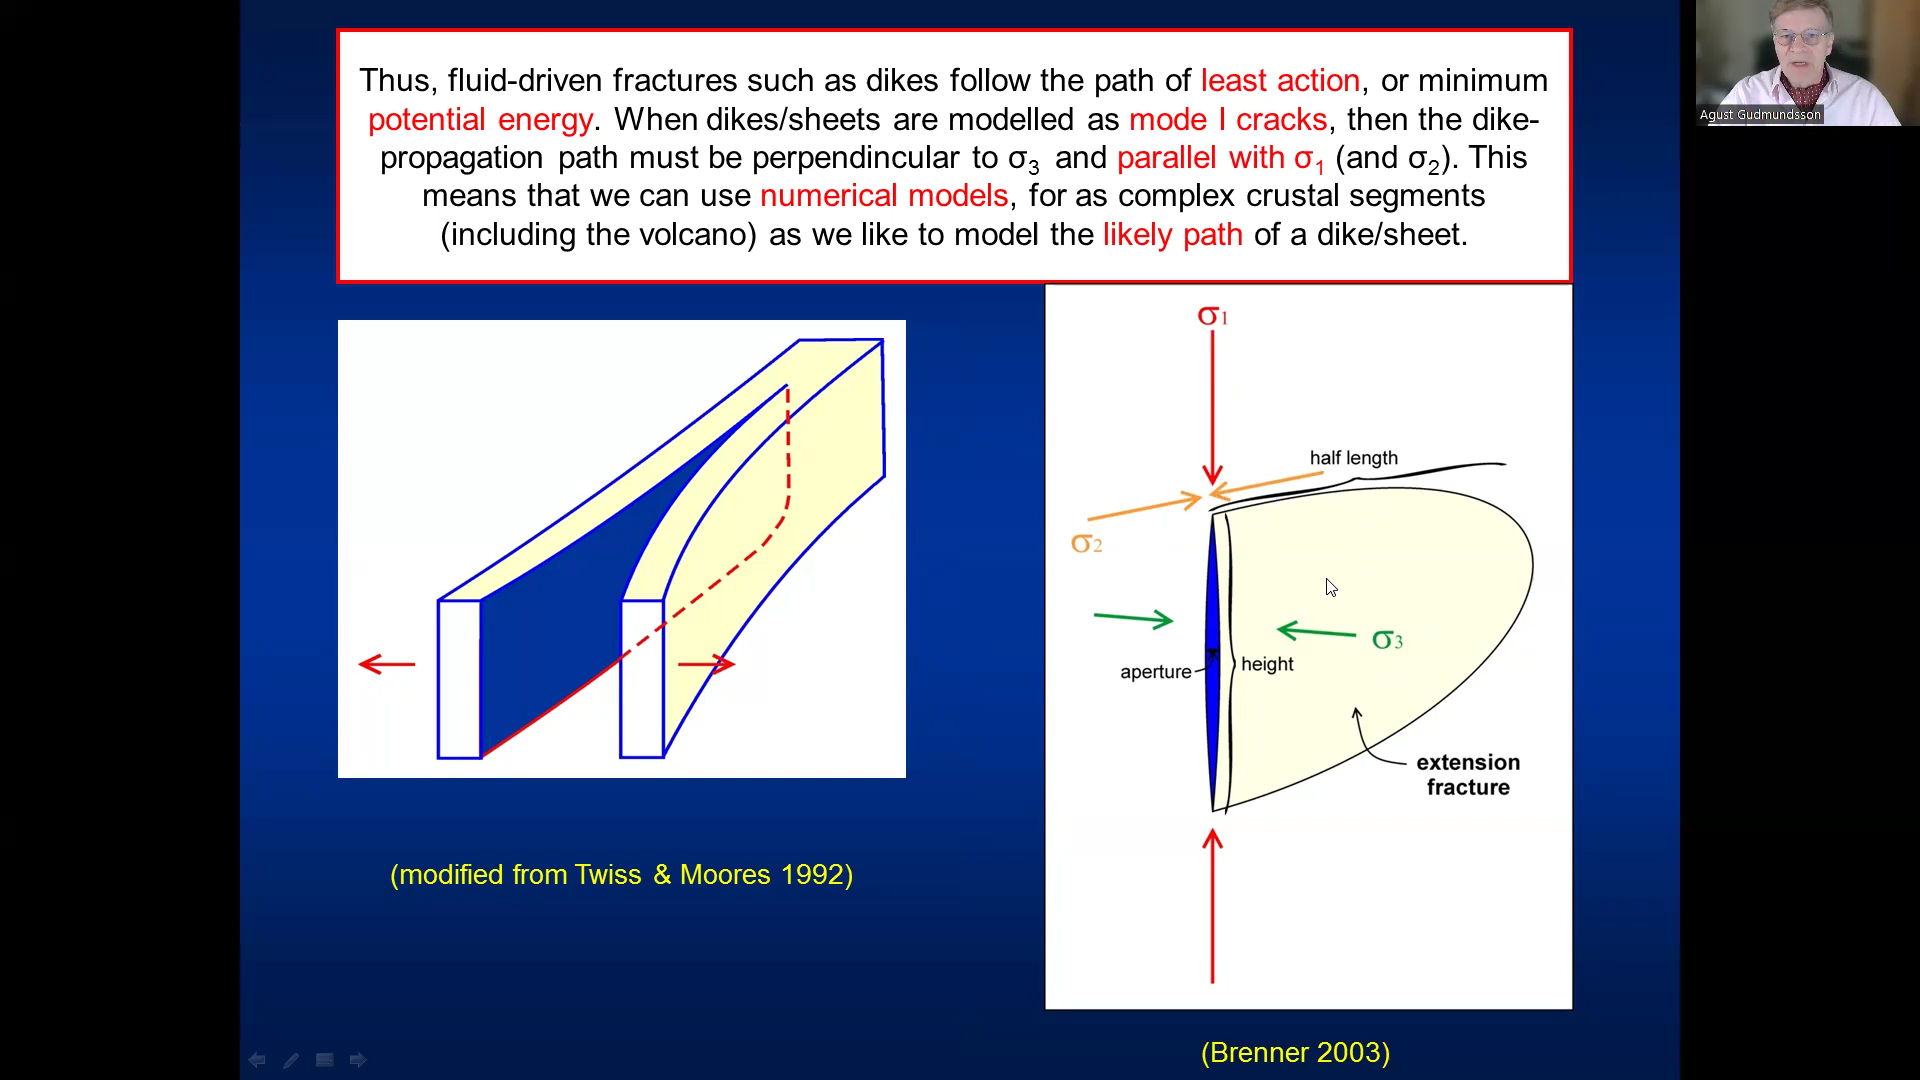 Thus, fluid-driven fractures such as dikes follow the path of least action, or minimum
potential energy. When dikes/sheets are modelled as mode I cracks, then the dike-
propagation path must be perpendincular to σ3 and parallel with σ1 (and σ2). This
means that we can use numerical models, for as complex crustal segments
(including the volcano) as we like to model the likely path of a dike/sheet.
Agust Gudmundsson
σ1
half length
σ2
σ3
aperture
height
extension
fracture
(modified from Twiss & Moores 1992)
(Brenner 2003)